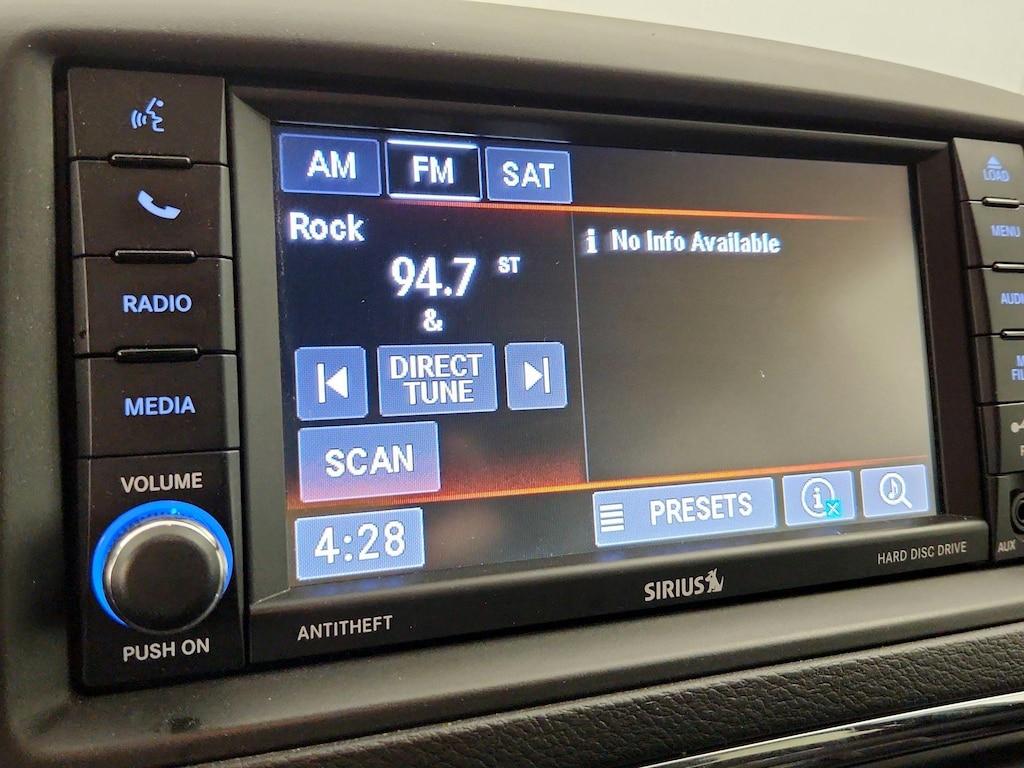 AM FM SAT
Rock
94.7 ST
&
DIRECT
TUNE
SCAN
4:28
i No Info Available
PRESETS
i
RADIO
MEDIA
VOLUME
PUSH ON
ANTITHEFT
SIRIUS
HARD DISC DRIVE
LOAD
MENU
AUX